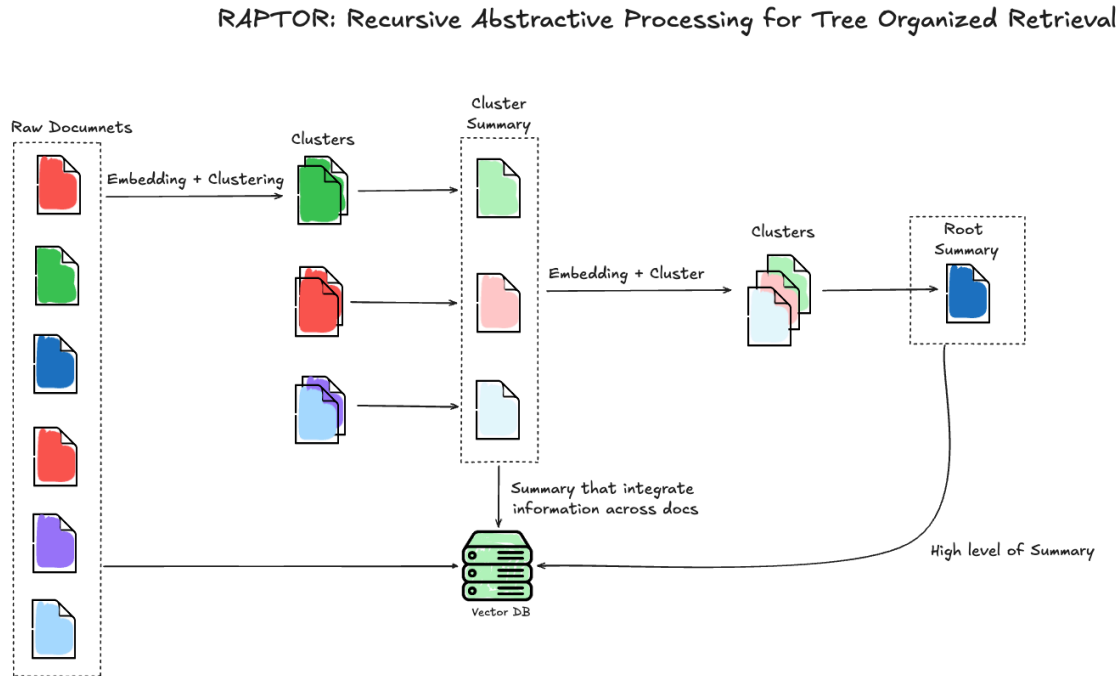 RAPTOR: Recursive Abstractive Processing for Tree Organized Retrieval
Raw Documnets
Embedding + Clustering
Clusters
Cluster
Summary
Embedding + Cluster
Clusters
Root
Summary
Summary that integrate
information across docs
Vector DB
High level of Summary